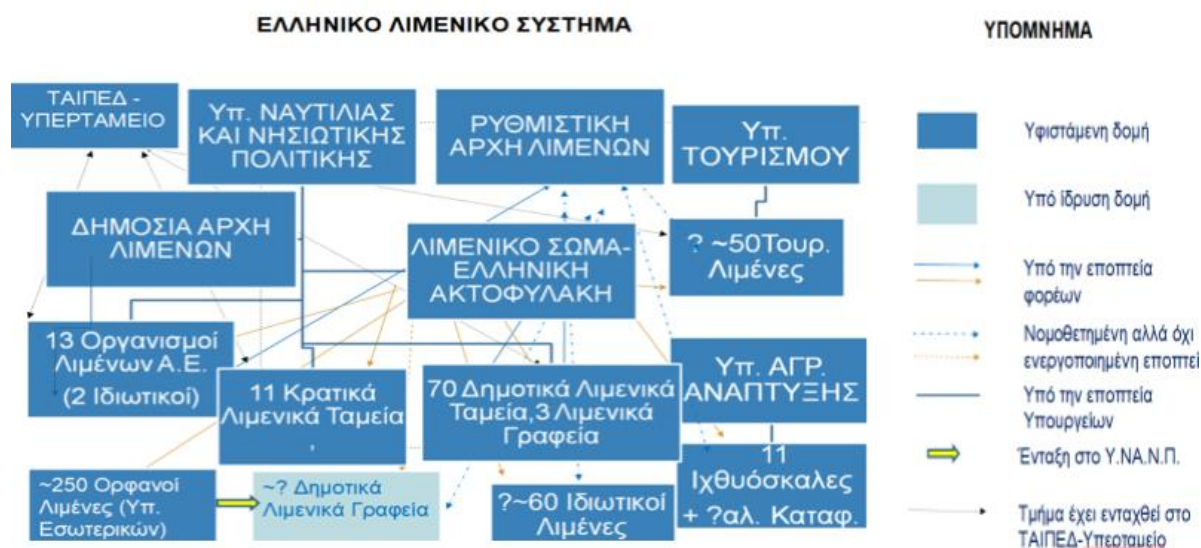 ΕΛΛΗΝΙΚΟ ΛΙΜΕΝΙΚΟ ΣΥΣΤΗΜΑ
ΤΑΙΠΕΔ -
ΥΠΕΡΤΑΜΕΙΟ
Υπ. ΝΑΥΤΙΛΙΑΣ
ΚΑΙ ΝΗΣΙΩΤΙΚΗΣ
ΠΟΛΙΤΙΚΗΣ
ΡΥΘΜΙΣΤΙΚΗ
ΑΡΧΗ ΛΙΜΕΝΩΝ
Υπ.
ΤΟΥΡΙΣΜΟΥ
ΔΗΜΟΣΙΑ ΑΡΧΗ
ΛΙΜΕΝΩΝ
ΛΙΜΕΝΙΚΟ ΣΩΜΑ-
ΕΛΛΗΝΙΚΗ
ΑΚΤΟΦΥΛΑΚΗ
? ~50Τουρ.
Λιμένες
13 Οργανισμοί
Λιμένων Α.Ε.
(2 Ιδιωτικοί)
11 Κρατικά
Λιμενικά Ταμεία
,
70 Δημοτικά Λιμενικά
Ταμεία,3 Λιμενικά
Γραφεία
Υπ. ΑΓΡ.
ΑΝΑΠΤΥΞΗΣ
~250 Ορφανοί
Λιμένες (Υπ.
Εσωτερικών)
~? Δημοτικά
Λιμενικά Γραφεία
?~60 Ιδιωτικοί
Λιμένες
11
Ιχθυόσκαλες
+ ?αλ. Καταφ.
ΥΠΟΜΝΗΜΑ
Υφιστάμενη δομή
Υπό ίδρυση δομή
Υπό την εποπτεία
φορέων
Νομοθετημένη αλλά όχι
ενεργοποιημένη εποπτεί
Υπό την εποπτεία
Υπουργείων
Ένταξη στο Υ.ΝΑ.Ν.Π.
Τμήμα έχει ενταχθεί στο
ΤΑΙΠΕΔ-Υπερταμείο